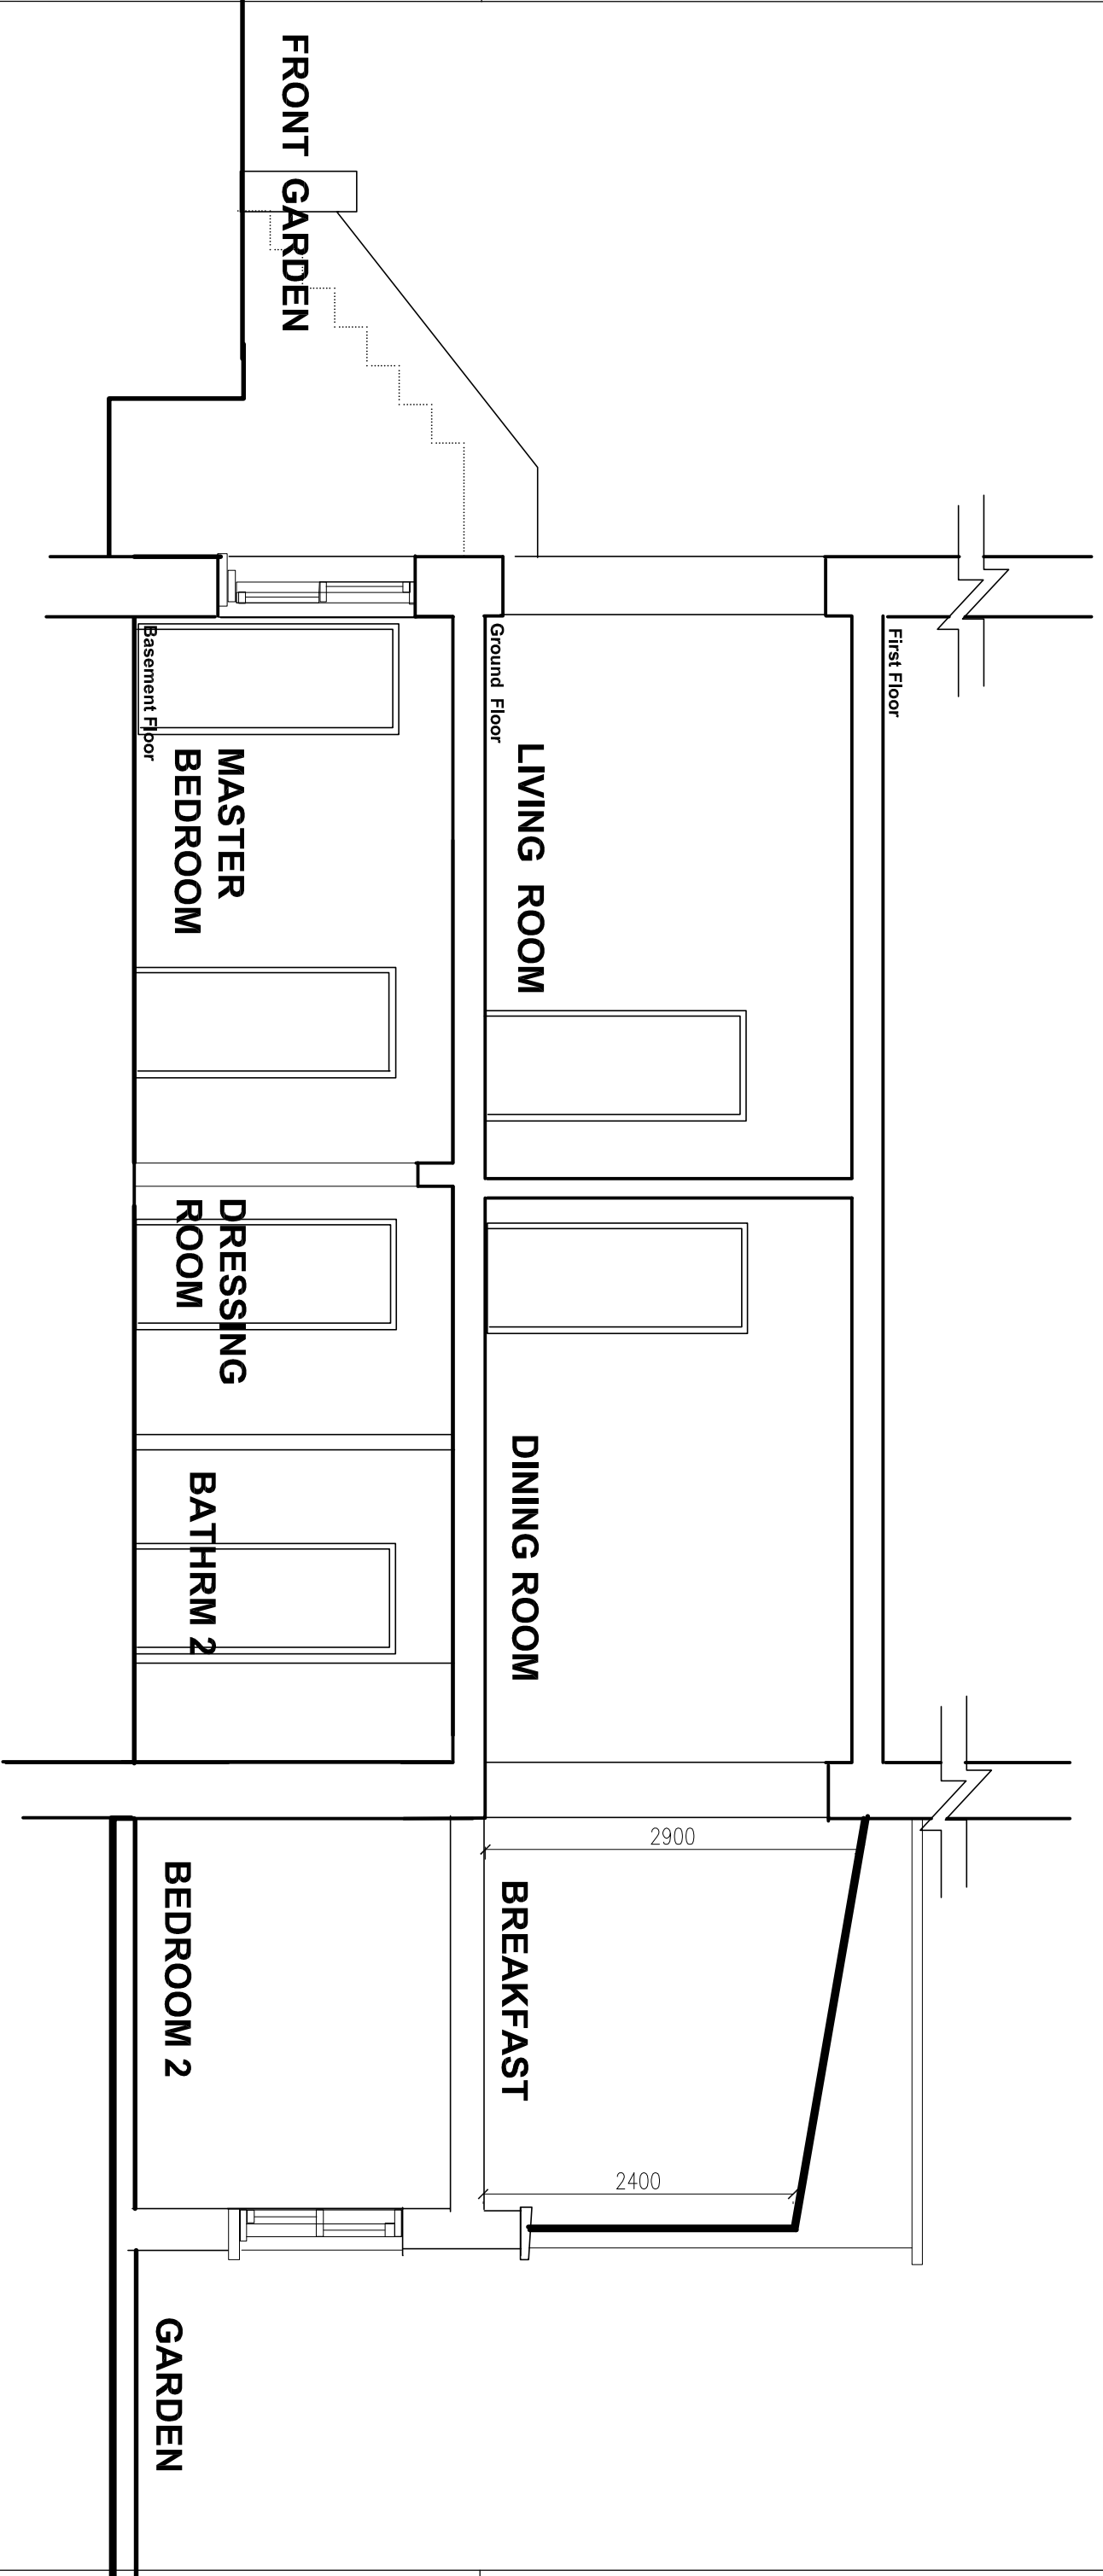 First Floor
FRONT GARDEN
Ground Floor
LIVING ROOM
DINING ROOM
2900
BREAKFAST
2400
Basement Floor
MASTER
BEDROOM
DRESSING
ROOM
BATHRM 2
BEDROOM 2
GARDEN